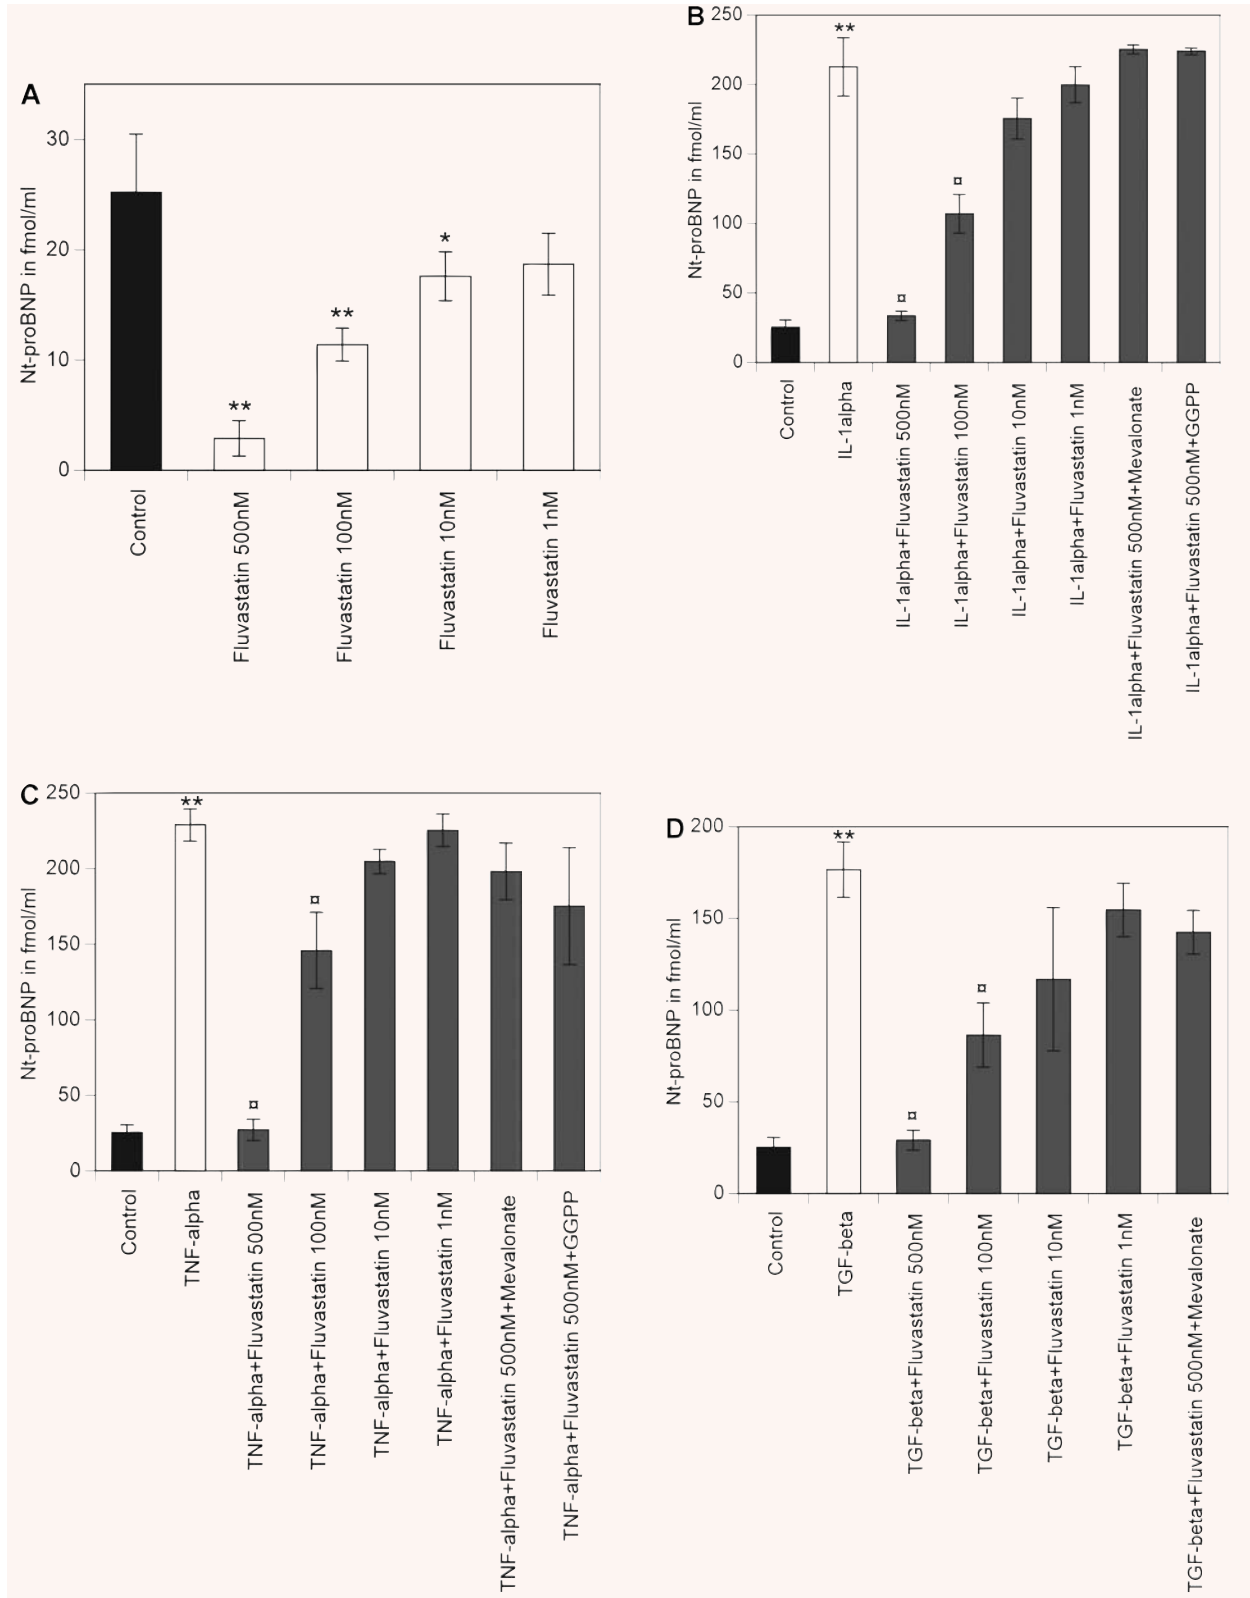 A
Nt-proBNP in fmol/ml
30
20
10
0
**
**
*
Control
Fluvastatin 500nM
Fluvastatin 100nM
Fluvastatin 10nM
Fluvastatin 1nM
B
Nt-proBNP in fmol/ml
250
200
150
100
50
0
**
¤
¤
Control
IL-1alpha
IL-1alpha+Fluvastatin 500nM
IL-1alpha+Fluvastatin 100nM
IL-1alpha+Fluvastatin 10nM
IL-1alpha+Fluvastatin 1nM
IL-1alpha+Fluvastatin 500nM+Mevalonate
IL-1alpha+Fluvastatin 500nM+GGPP
C
Nt-proBNP in fmol/ml
250
200
150
100
50
0
**
¤
¤
Control
TNF-alpha
TNF-alpha+Fluvastatin 500nM
TNF-alpha+Fluvastatin 100nM
TNF-alpha+Fluvastatin 10nM
TNF-alpha+Fluvastatin 1nM
TNF-alpha+Fluvastatin 500nM+Mevalonate
TNF-alpha+Fluvastatin 500nM+GGPP
D
Nt-proBNP in fmol/ml
200
150
100
50
0
**
¤
¤
Control
TGF-beta
TGF-beta+Fluvastatin 500nM
TGF-beta+Fluvastatin 100nM
TGF-beta+Fluvastatin 10nM
TGF-beta+Fluvastatin 1nM
TGF-beta+Fluvastatin 500nM+Mevalonate